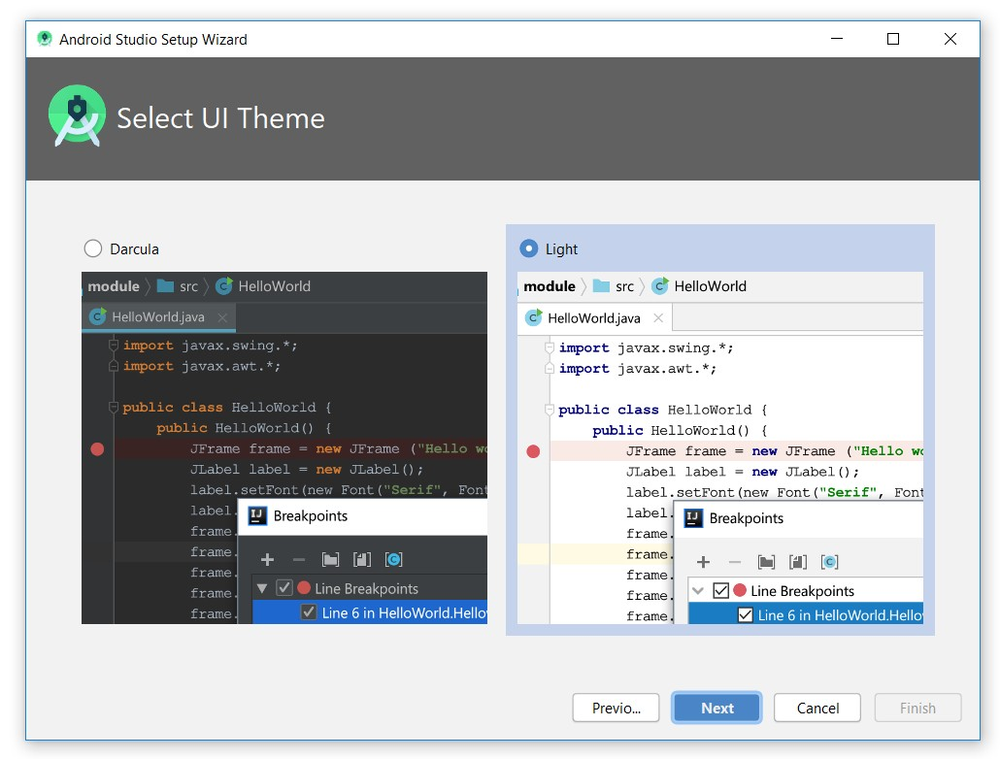 Android Studio Setup Wizard
Select UI Theme
Darcula
module src HelloWorld
HelloWorld.java
import javax.swing.*;
import javax.awt.*;
public class HelloWorld {
public HelloWorld() {
JFrame frame = new JFrame ("Hello wo
JLabel label = new JLabel();
label.setFont(new Font("Serif", Font
label.
frame.
frame.
frame.
frame.
frame.
IJ Breakpoints
Line Breakpoints
Line 6 in HelloWorld.Hello
Light
module src HelloWorld
HelloWorld.java
import javax.swing.*;
import javax.awt.*;
public class HelloWorld {
public HelloWorld() {
JFrame frame = new JFrame ("Hello wo
JLabel label = new JLabel();
label.setFont(new Font("Serif", Font
label.
frame.
frame.
frame.
frame.
frame.
IJ Breakpoints
Line Breakpoints
Line 6 in HelloWorld.Hello
Previo... Next Cancel Finish